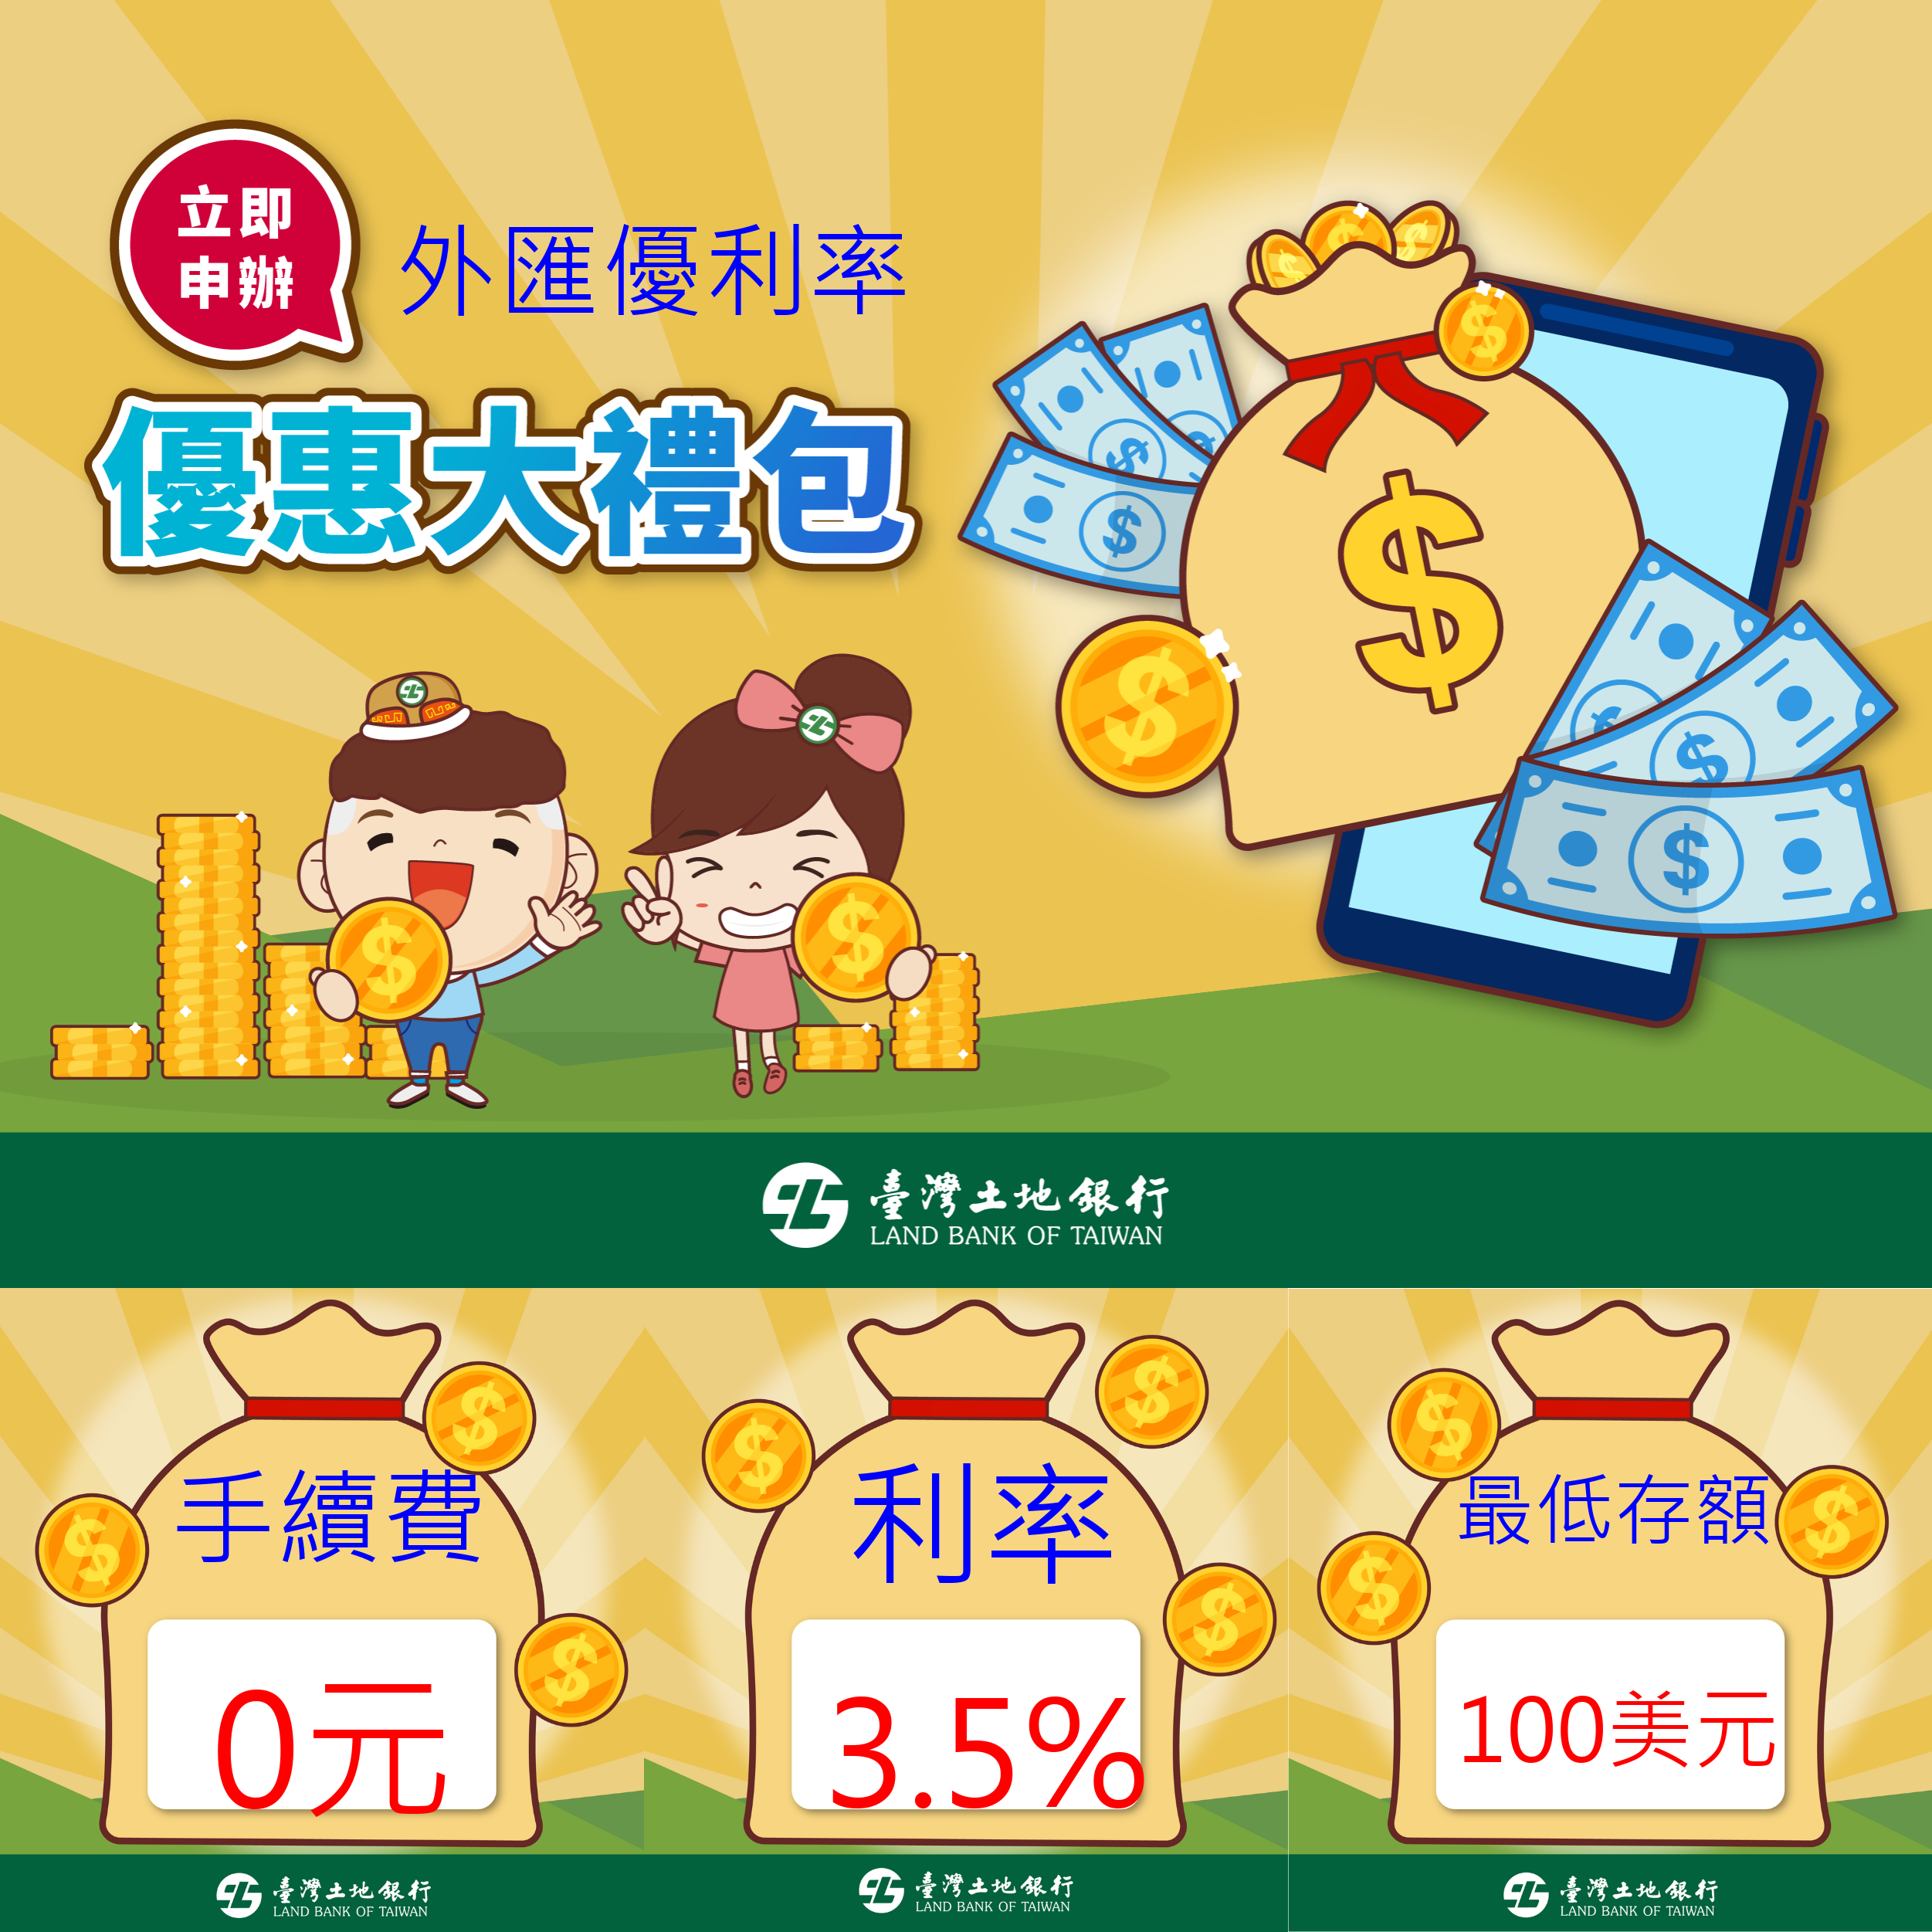 立即
申辦
外匯優利率
優惠大禮包
臺灣土地銀行
LAND BANK OF TAIWAN
手續費
0元
臺灣土地銀行
LAND BANK OF TAIWAN
利率
3.5%
臺灣土地銀行
LAND BANK OF TAIWAN
最低存額
100美元
臺灣土地銀行
LAND BANK OF TAIWAN